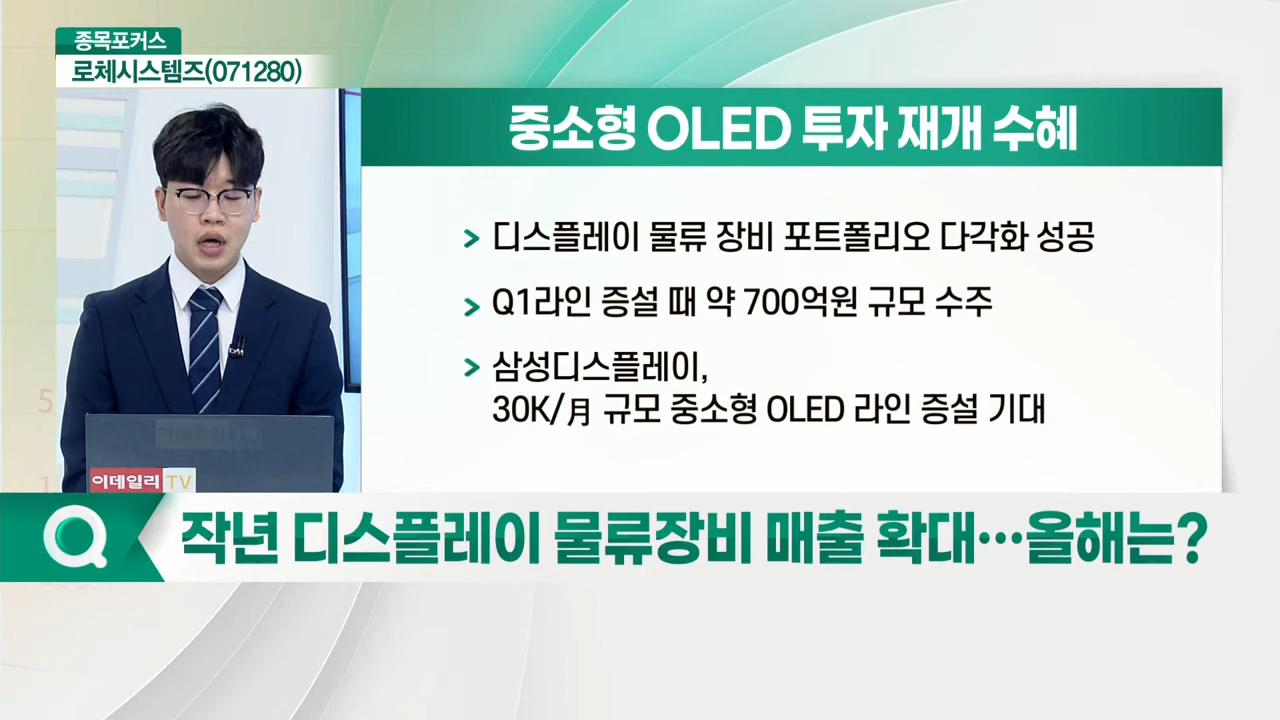 종목포커스
로체시스템즈(071280)
중소형 OLED 투자 재개 수혜
> 디스플레이 물류 장비 포트폴리오 다각화 성공
> Q1라인 증설 때 약 700억원 규모 수주
> 삼성디스플레이,
30K/月 규모 중소형 OLED 라인 증설 기대
5
1
이데일리 TV
Q 작년 디스플레이 물류장비 매출 확대…올해는?